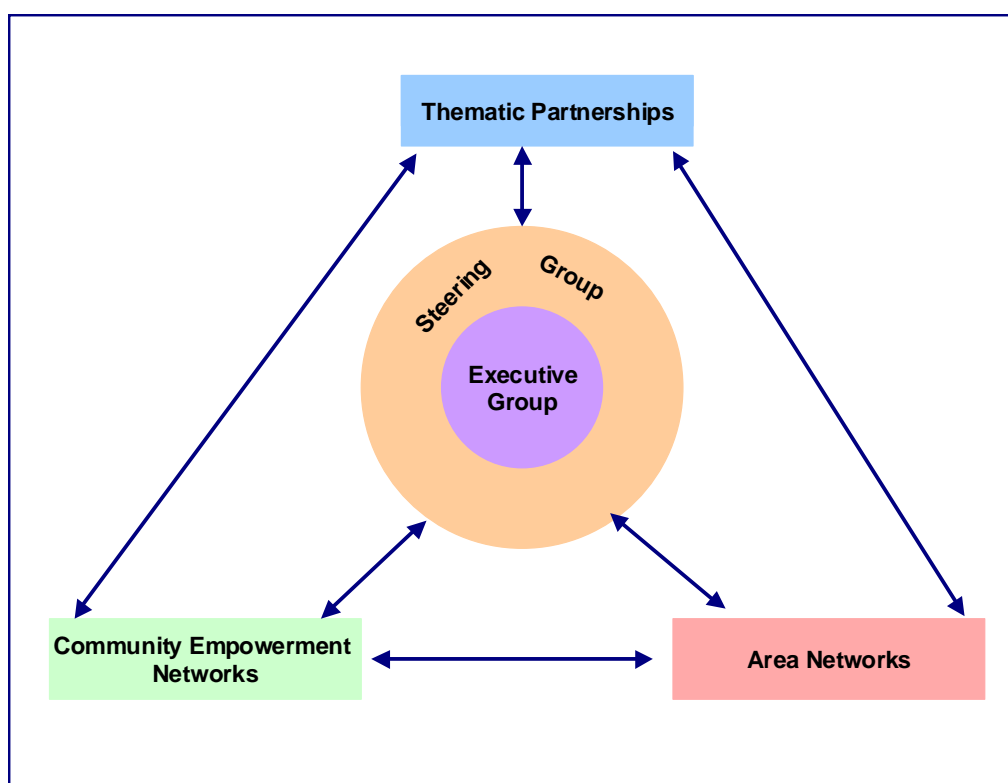 Thematic Partnerships
Steering Group
Executive
Group
Community Empowerment
Networks
Area Networks